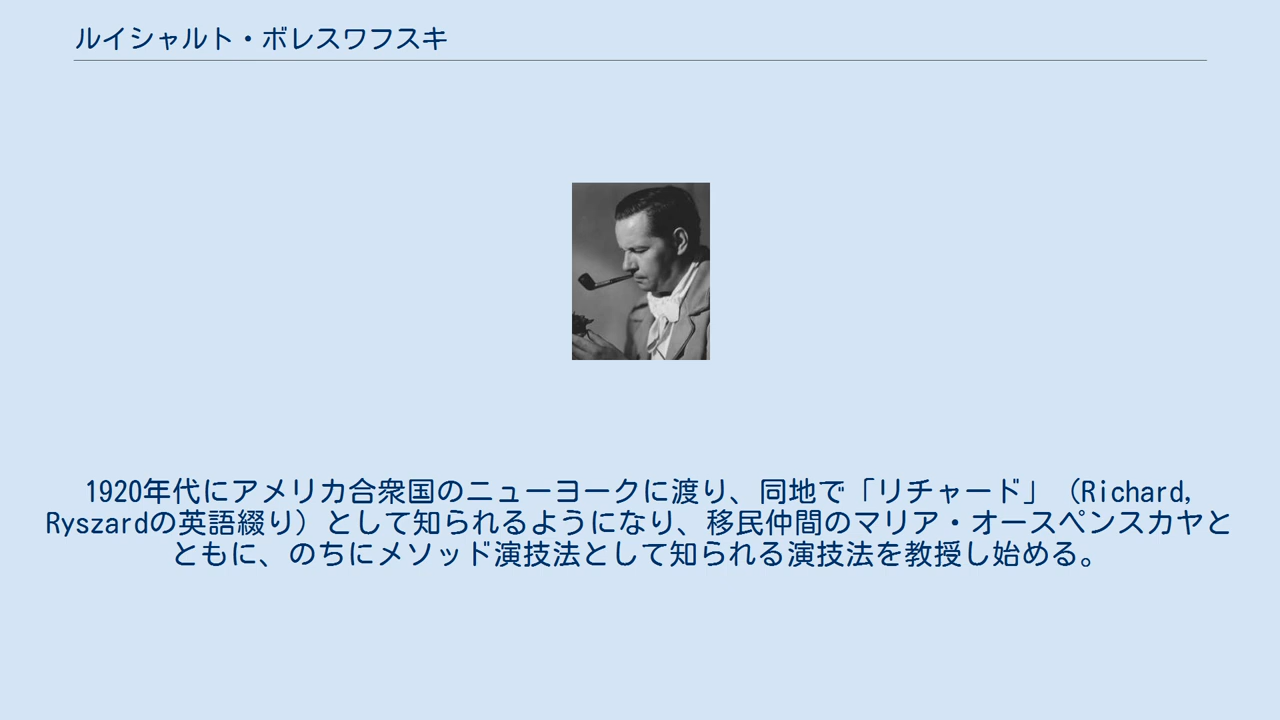 ルイシャルト・ボレスワフスキ
1920年代にアメリカ合衆国のニューヨークに渡り、同地で「リチャード」（Richard,
Ryszardの英語綴り）として知られるようになり、移民仲間のマリア・オースペンスカヤと
ともに、のちにメソッド演技法として知られる演技法を教授し始める。